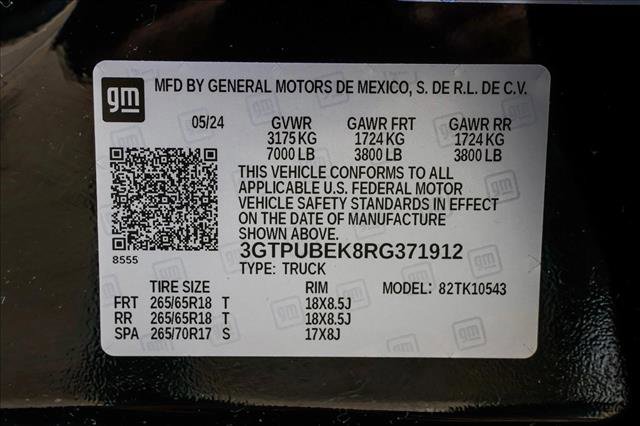 gm
MFD BY GENERAL MOTORS DE MEXICO, S. DE R.L. DE C.V.
05/24 GVWR GAWR FRT GAWR RR
3175 KG 1724 KG 1724 KG
7000 LB 3800 LB 3800 LB
THIS VEHICLE CONFORMS TO ALL
APPLICABLE U.S. FEDERAL MOTOR
VEHICLE SAFETY STANDARDS IN EFFECT
ON THE DATE OF MANUFACTURE
SHOWN ABOVE.
8555
3GTPUBEK8RG371912
TYPE: TRUCK
TIRE SIZE RIM MODEL: 82TK10543
FRT 265/65R18 T 18X8.5J
RR 265/65R18 T 18X8.5J
SPA 265/70R17 S 17X8J